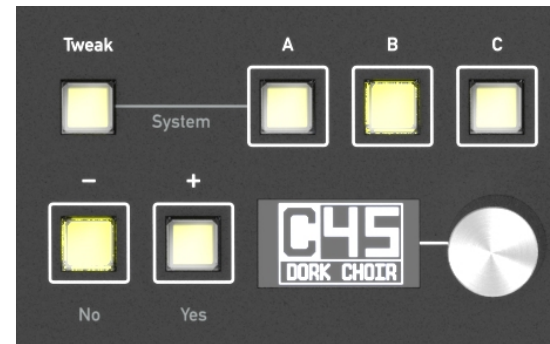 Tweak A B C
System
- +
C45
DORK CHOIR
No Yes